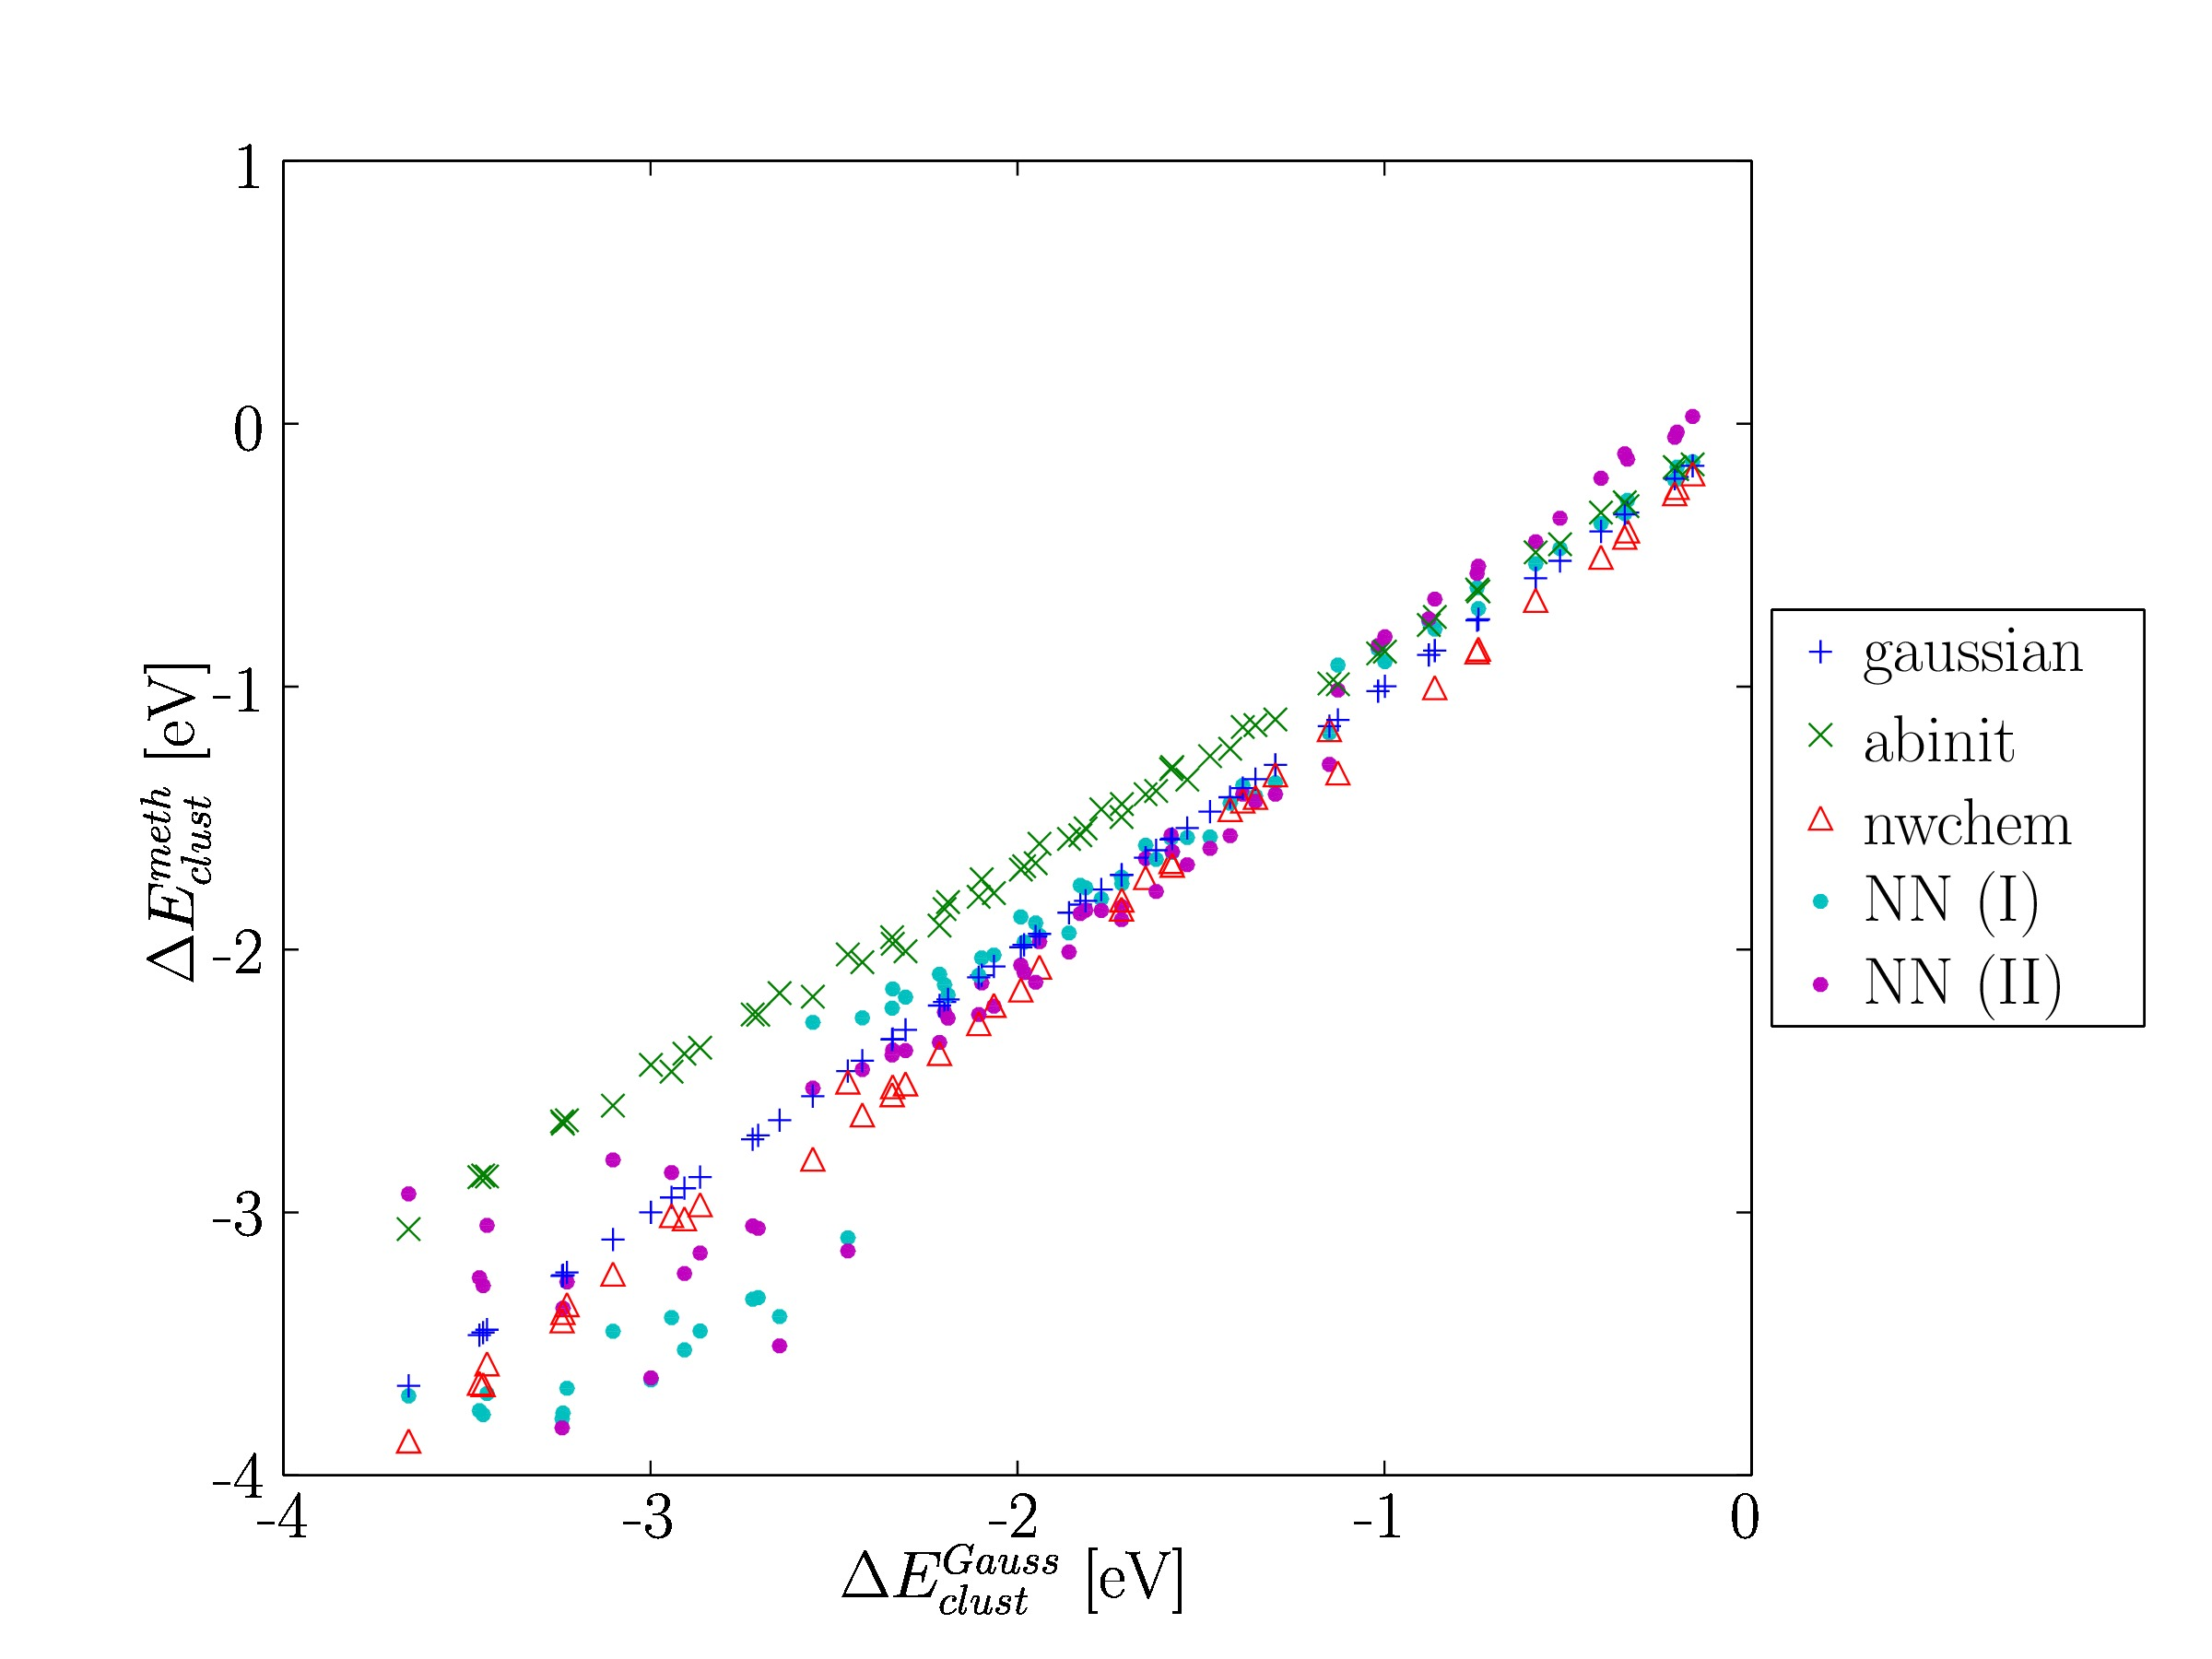 1
0
-1
-2
-3
-4
-4 -3 -2 -1 0
ΔE^{meth}_{clust} [eV]
ΔE^{Gauss}_{clust} [eV]
gaussian
abinit
nwchem
NN (I)
NN (II)